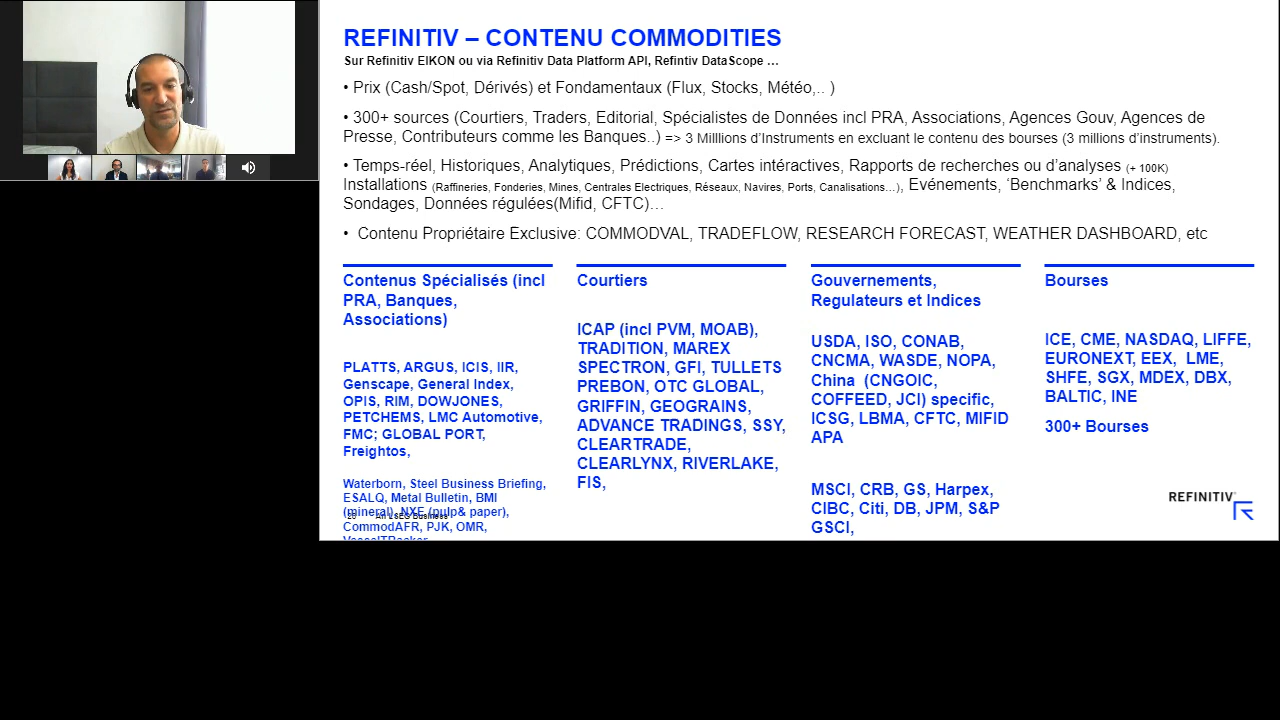 REFINITIV – CONTENU COMMODITIES
Sur Refinitiv EIKON ou via Refinitiv Data Platform API, Refintiv DataScope …
• Prix (Cash/Spot, Dérivés) et Fondamentaux (Flux, Stocks, Météo,.. )
• 300+ sources (Courtiers, Traders, Editorial, Spécialistes de Données incl PRA, Associations, Agences Gouv, Agences de
Presse, Contributeurs comme les Banques..) => 3 Milllions d’Instruments en excluant le contenu des bourses (3 millions d’instruments).
• Temps-réel, Historiques, Analytiques, Prédictions, Cartes intéractives, Rapports de recherches ou d’analyses (+ 100K)
Installations (Raffineries, Fonderies, Mines, Centrales Electriques, Réseaux, Navires, Ports, Canalisations…), Evénements, ‘Benchmarks’ & Indices,
Sondages, Données régulées(Mifid, CFTC)…
• Contenu Propriétaire Exclusive: COMMODVAL, TRADEFLOW, RESEARCH FORECAST, WEATHER DASHBOARD, etc
Contenus Spécialisés (incl
PRA, Banques,
Associations)
PLATTS, ARGUS, ICIS, IIR,
Genscape, General Index,
OPIS, RIM, DOWJONES,
PETCHEMS, LMC Automotive,
FMC; GLOBAL PORT,
Freightos,
Waterborn, Steel Business Briefing,
ESALQ, Metal Bulletin, BMI
(mineral), NXE (pulp& paper),
An LSEG Business
CommodAFR, PJK, OMR,
VesselTRacker
Courtiers
ICAP (incl PVM, MOAB),
TRADITION, MAREX
SPECTRON, GFI, TULLETS
PREBON, OTC GLOBAL,
GRIFFIN, GEOGRAINS,
ADVANCE TRADINGS, SSY,
CLEARTRADE,
CLEARLYNX, RIVERLAKE,
FIS,
Gouvernements,
Regulateurs et Indices
USDA, ISO, CONAB,
CNCMA, WASDE, NOPA,
China (CNGOIC,
COFFEED, JCI) specific,
ICSG, LBMA, CFTC, MIFID
APA
MSCI, CRB, GS, Harpex,
CIBC, Citi, DB, JPM, S&P
GSCI,
Bourses
ICE, CME, NASDAQ, LIFFE,
EURONEXT, EEX, LME,
SHFE, SGX, MDEX, DBX,
BALTIC, INE
300+ Bourses
REFINITIV